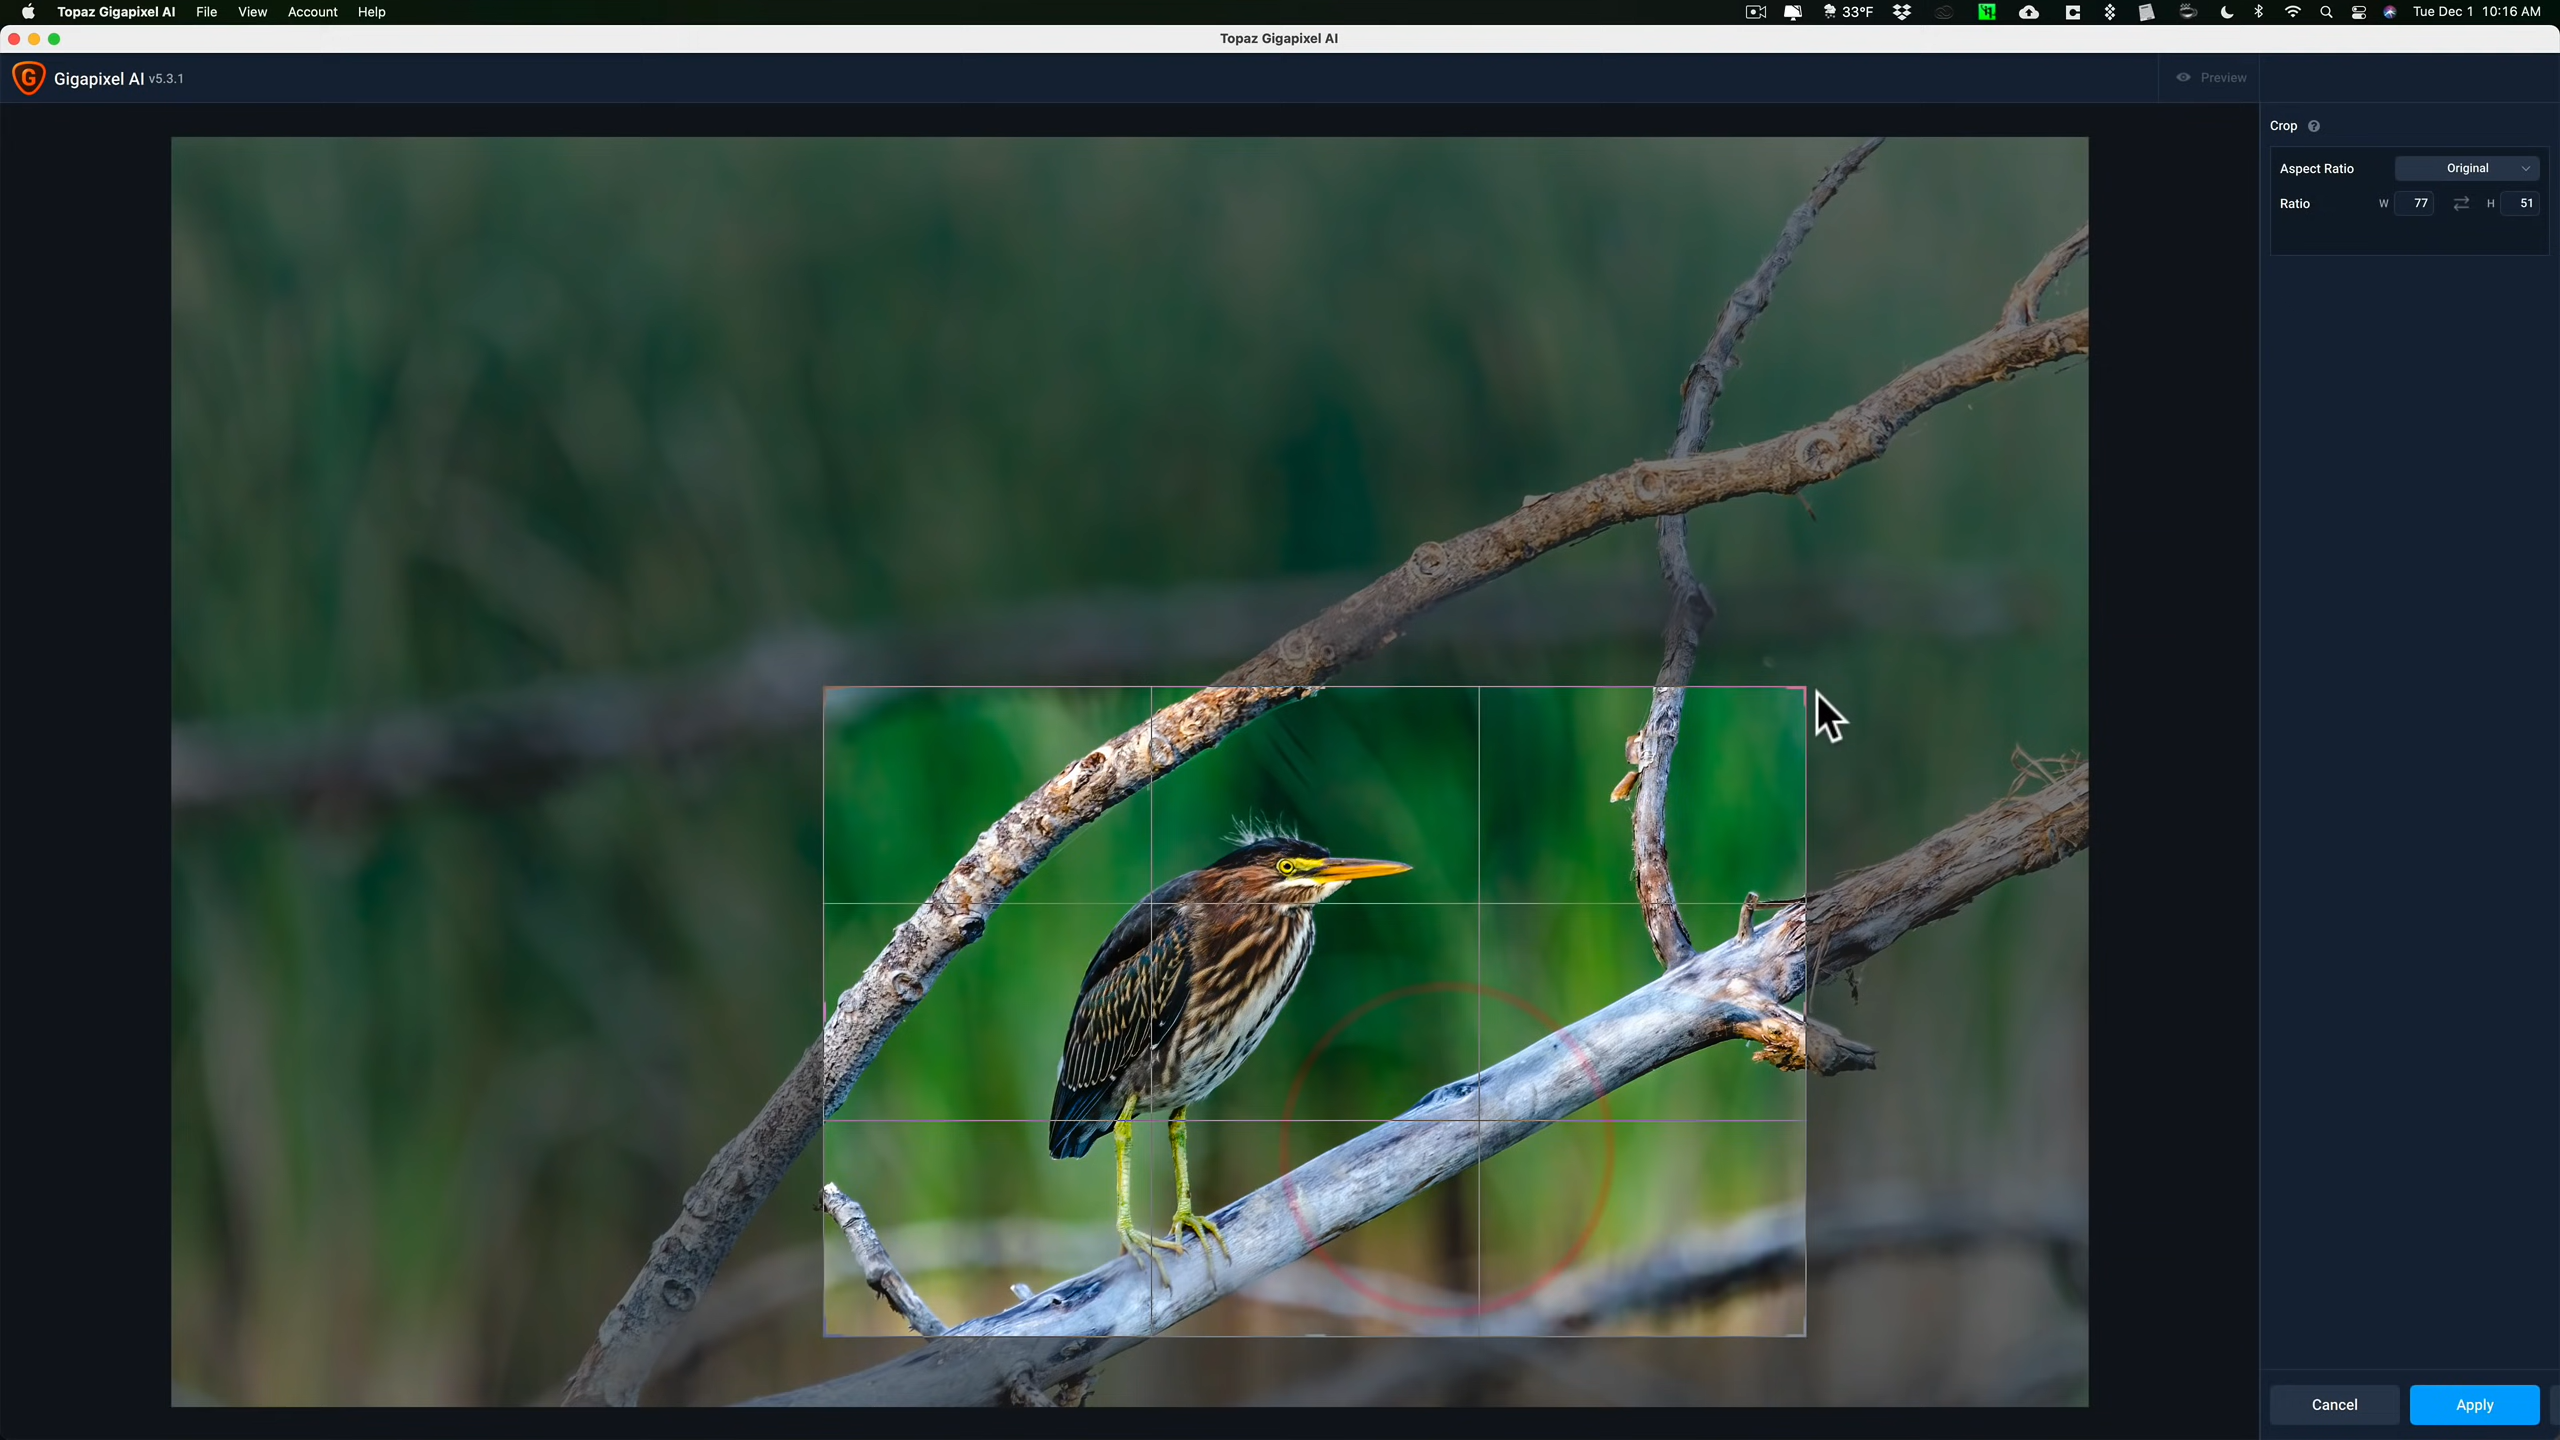 Topaz Gigapixel AI File View Account Help 33°F Tue Dec 1 10:16 AM
Topaz Gigapixel AI
G Gigapixel AI v5.3.1 Preview
Crop ?
Aspect Ratio Original
Ratio W 77 H 51
Cancel Apply